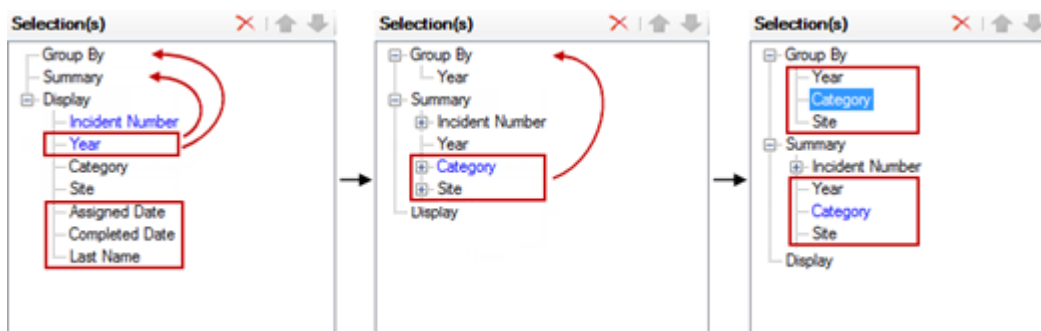 Selection(s)
Group By
Summary
Display
Incident Number
Year
Category
Site
Assigned Date
Completed Date
Last Name
Selection(s)
Group By
Year
Summary
Incident Number
Year
Category
Site
Display
Selection(s)
Group By
Year
Category
Site
Summary
Incident Number
Year
Category
Site
Display